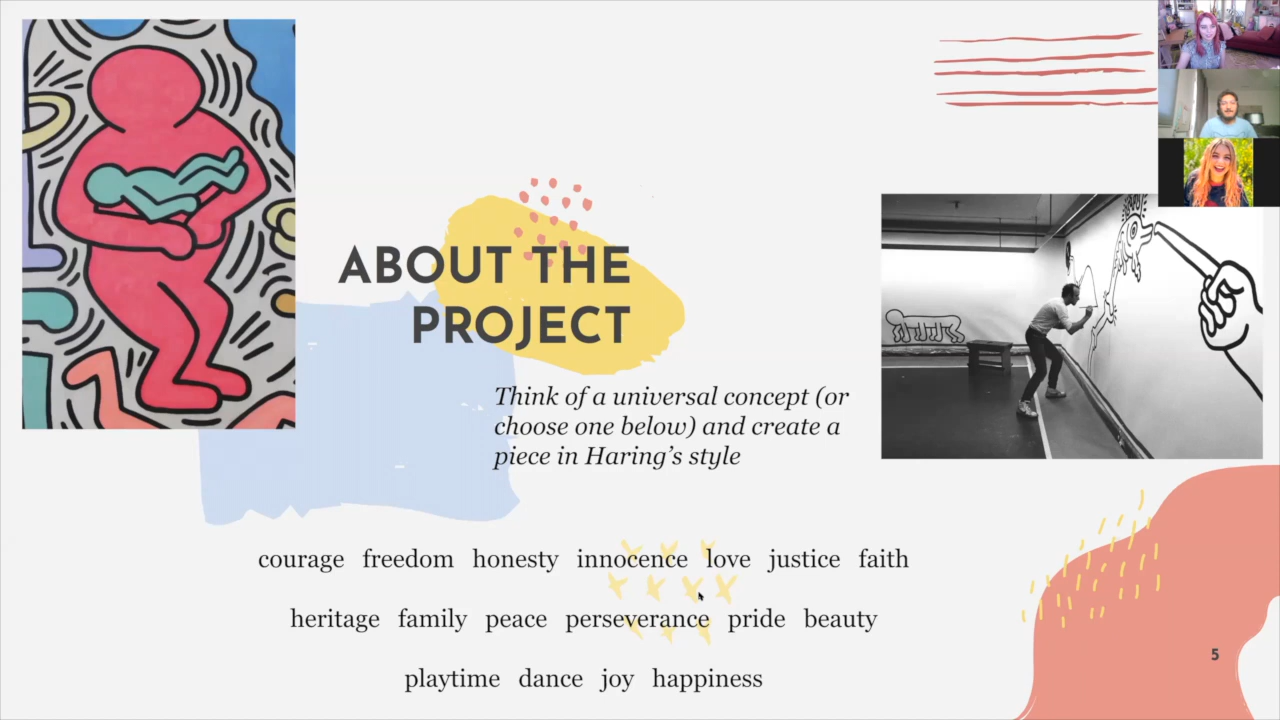 ABOUT THE
PROJECT
Think of a universal concept (or
choose one below) and create a
piece in Haring's style
courage freedom honesty innocence love justice faith
heritage family peace perseverance pride beauty
playtime dance joy happiness
5